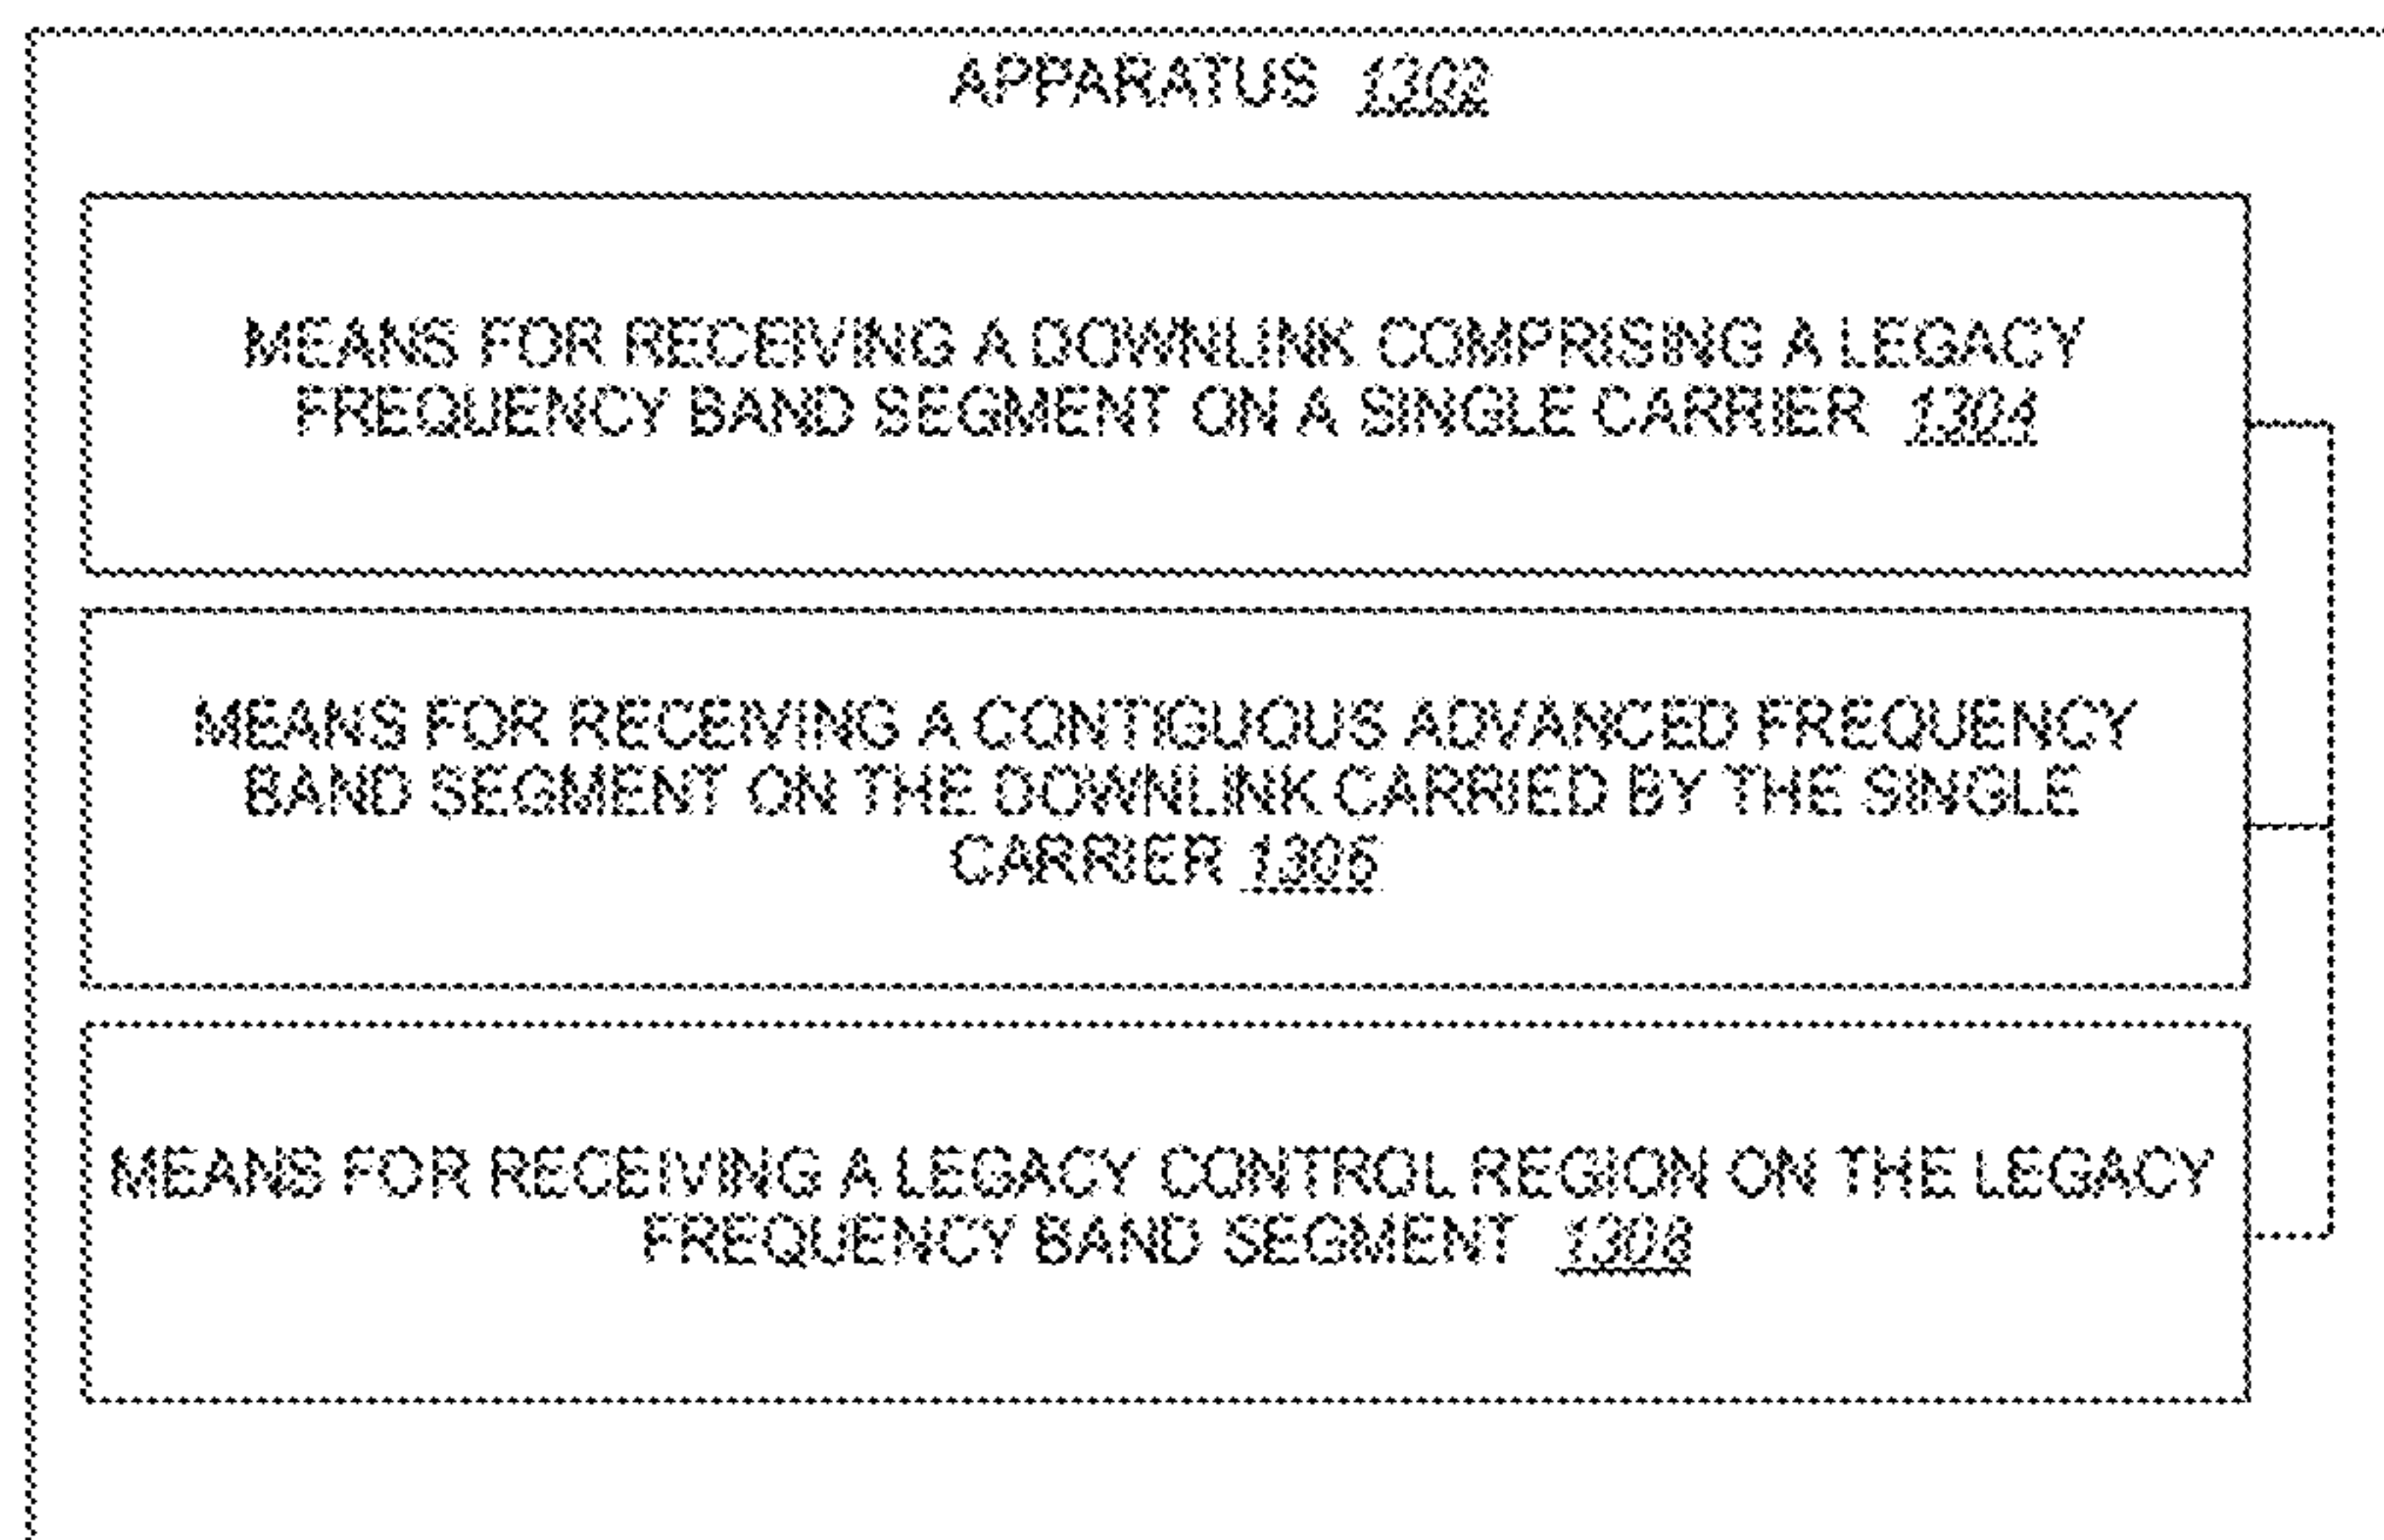 APPARATUS 1302
MEANS FOR RECEIVING A DOWNLINK COMPRISING A LEGACY
FREQUENCY BAND SEGMENT ON A SINGLE CARRIER 1304
MEANS FOR RECEIVING A CONTIGUOUS ADVANCED FREQUENCY
BAND SEGMENT ON THE DOWNLINK CARRIED BY THE SINGLE
CARRIER 1306
MEANS FOR RECEIVING A LEGACY CONTROL REGION ON THE LEGACY
FREQUENCY BAND SEGMENT 1308